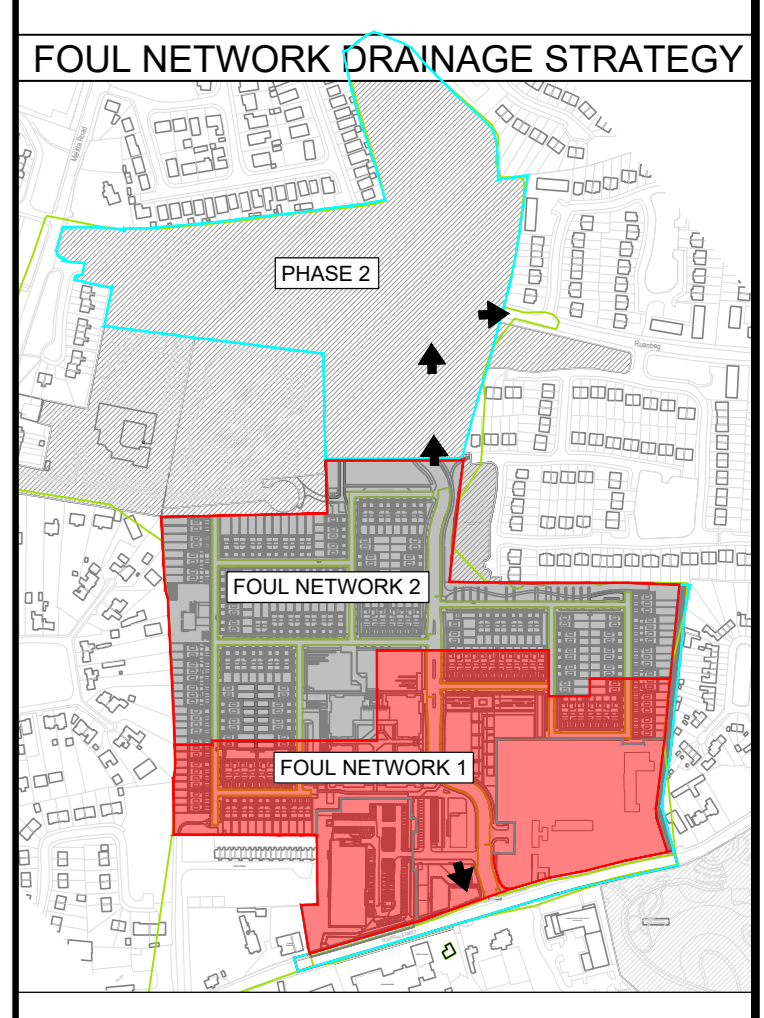 FOUL NETWORK DRAINAGE STRATEGY
PHASE 2
FOUL NETWORK 2
FOUL NETWORK 1